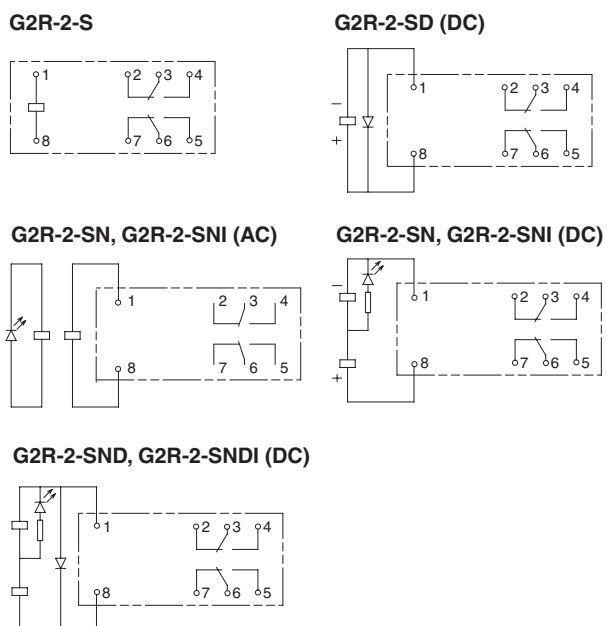 G2R-2-S
1 2 3 4
8 7 6 5
G2R-2-SD (DC)
−
+
1 2 3 4
8 7 6 5
G2R-2-SN, G2R-2-SNI (AC)
1 2 3 4
8 7 6 5
G2R-2-SN, G2R-2-SNI (DC)
−
+
1 2 3 4
8 7 6 5
G2R-2-SND, G2R-2-SNDI (DC)
1 2 3 4
8 7 6 5